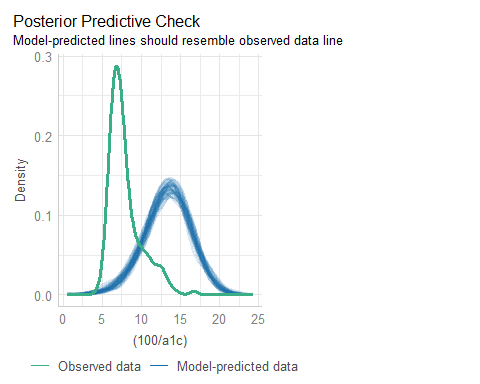 Posterior Predictive Check
Model-predicted lines should resemble observed data line
0.3
0.2
0.1
0.0
Density
0 5 10 15 20 25
(100/a1c)
Observed data Model-predicted data